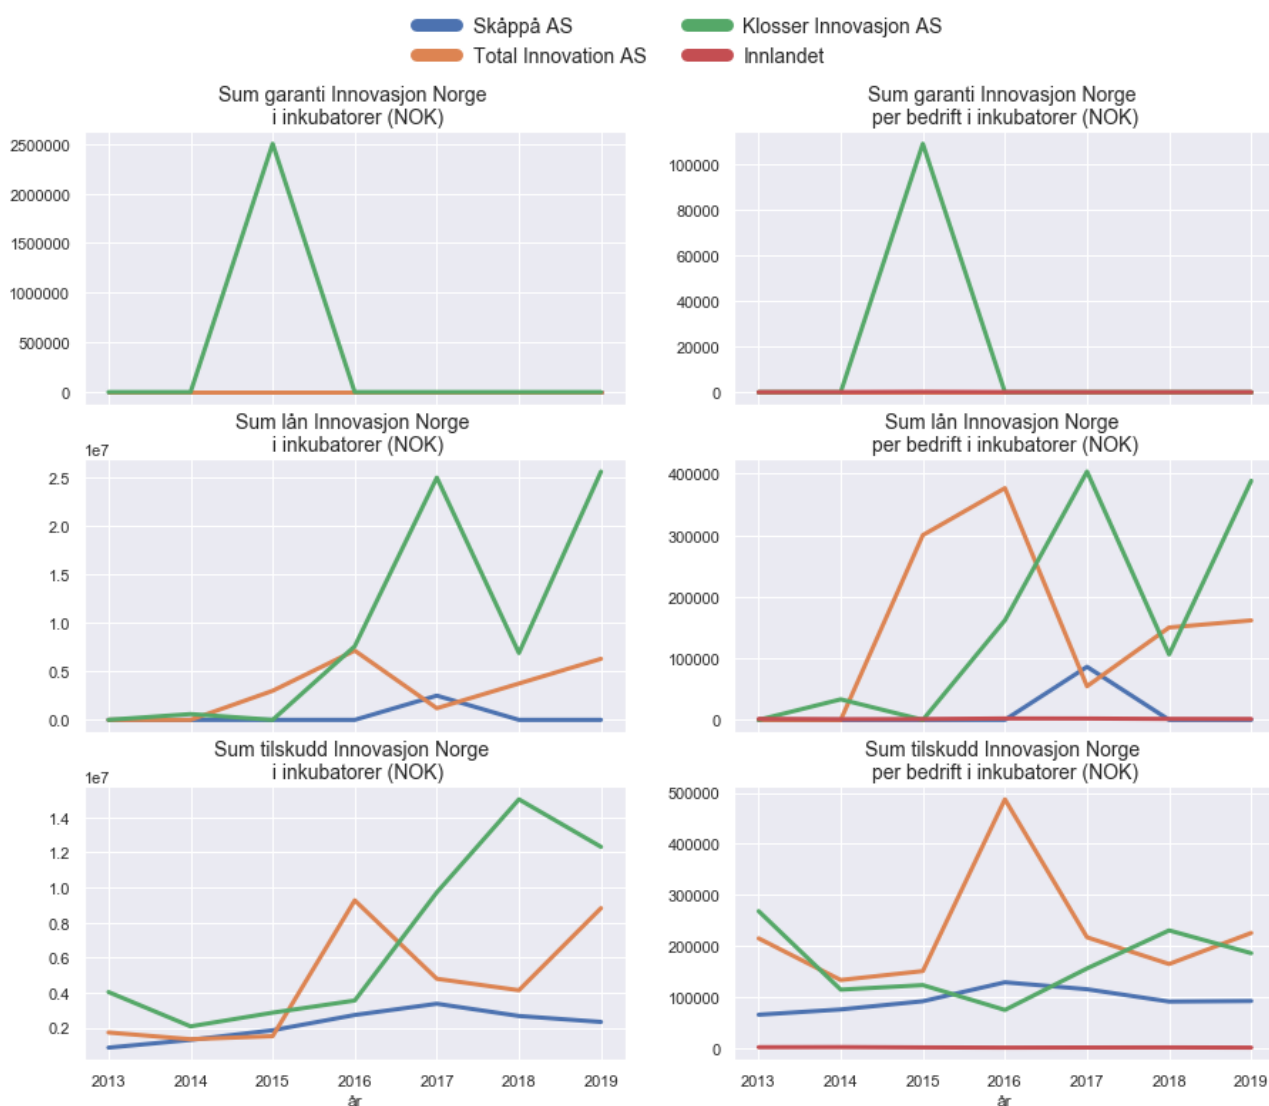 Skåppå AS
Klosser Innovasjon AS
Total Innovation AS
Innlandet
Sum garanti Innovasjon Norge
i inkubatorer (NOK)
2500000
2000000
1500000
1000000
500000
0
Sum garanti Innovasjon Norge
per bedrift i inkubatorer (NOK)
100000
80000
60000
40000
20000
0
Sum lån Innovasjon Norge
i inkubatorer (NOK)
1e7
2.5
2.0
1.5
1.0
0.5
0.0
Sum lån Innovasjon Norge
per bedrift i inkubatorer (NOK)
400000
300000
200000
100000
0
Sum tilskudd Innovasjon Norge
i inkubatorer (NOK)
1e7
1.4
1.2
1.0
0.8
0.6
0.4
0.2
2013 2014 2015 2016 2017 2018 2019
år
Sum tilskudd Innovasjon Norge
per bedrift i inkubatorer (NOK)
500000
400000
300000
200000
100000
0
2013 2014 2015 2016 2017 2018 2019
år